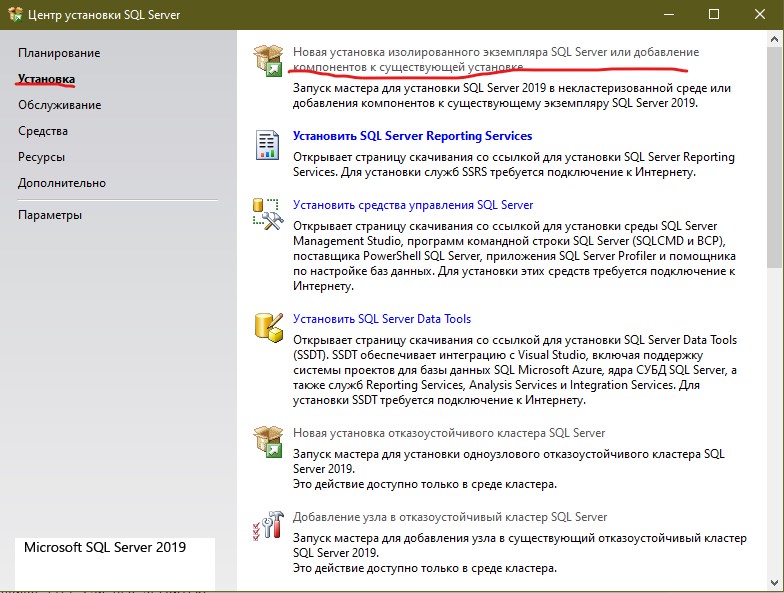 Центр установки SQL Server
Планирование
Установка
Обслуживание
Средства
Ресурсы
Дополнительно
Параметры
Microsoft SQL Server 2019
Новая установка изолированного экземпляра SQL Server или добавление
компонентов к существующей установке
Запуск мастера для установки SQL Server 2019 в некластеризованной среде или
добавления компонентов к существующему экземпляру SQL Server 2019.
Установить SQL Server Reporting Services
Открывает страницу скачивания со ссылкой для установки SQL Server Reporting
Services. Для установки служб SSRS требуется подключение к Интернету.
Установить средства управления SQL Server
Открывает страницу скачивания со ссылкой для установки среды SQL Server
Management Studio, программ командной строки SQL Server (SQLCMD и BCP),
поставщика PowerShell SQL Server, приложения SQL Server Profiler и помощника
по настройке баз данных. Для установки этих средств требуется подключение к
Интернету.
Установить SQL Server Data Tools
Открывает страницу скачивания со ссылкой для установки SQL Server Data Tools
(SSDT). SSDT обеспечивает интеграцию с Visual Studio, включая поддержку
системы проектов для базы данных SQL Microsoft Azure, ядра СУБД SQL Server, а
также служб Reporting Services, Analysis Services и Integration Services. Для
установки SSDT требуется подключение к Интернету.
Новая установка отказоустойчивого кластера SQL Server
Запуск мастера для установки одноузлового отказоустойчивого кластера SQL
Server 2019.
Это действие доступно только в среде кластера.
Добавление узла в отказоустойчивый кластер SQL Server
Запуск мастера для добавления узла в существующий отказоустойчивый кластер
SQL Server 2019.
Это действие доступно только в среде кластера.